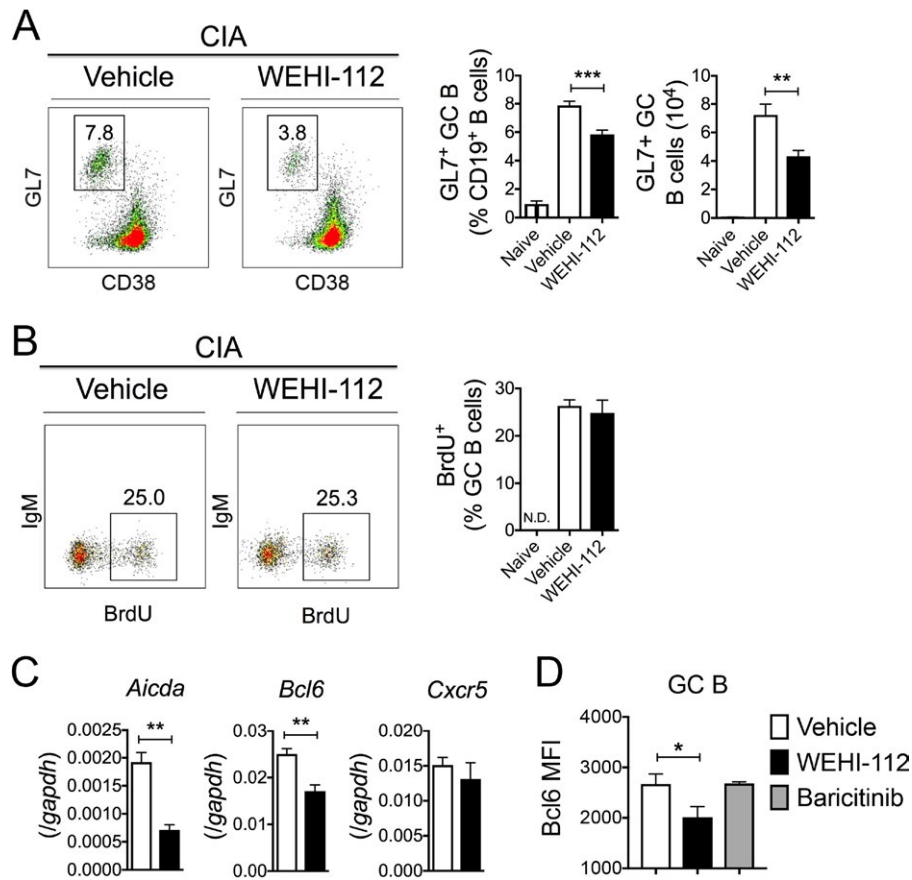 A
CIA
Vehicle
WEHI-112
7.8
3.8
GL7
GL7
CD38
CD38
GL7⁺ GC B
(% CD19⁺ B cells)
10
8
6
4
2
0
***
Naive
Vehicle
WEHI-112
GL7+ GC
B cells (10⁴)
10
8
6
4
2
0
**
Naive
Vehicle
WEHI-112
B
CIA
Vehicle
WEHI-112
25.0
25.3
IgM
IgM
BrdU
BrdU
BrdU⁺
(% GC B cells)
30
20
10
0
N.D.
Naive
Vehicle
WEHI-112
C
Aicda
(/gapdh)
0.0025
0.0020
0.0015
0.0010
0.0005
0.0000
**
Bcl6
(/gapdh)
0.03
0.02
0.01
0.00
**
Cxcr5
(/gapdh)
0.020
0.015
0.010
0.005
0.000
D
GC B
Bcl6 MFI
4000
3000
2000
1000
*
Vehicle
WEHI-112
Baricitinib